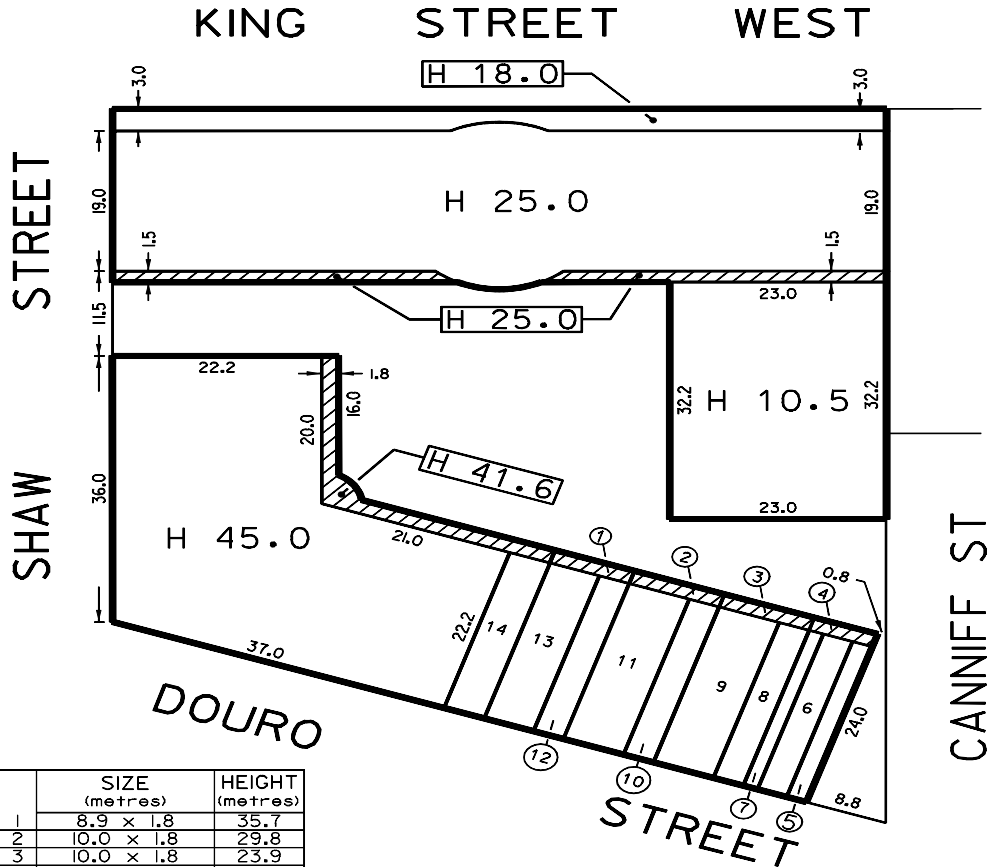 KING STREET WEST
H 18.0
3.0
3.0
H 25.0
19.0
19.0
STREET
1.5
1.5
H 25.0
23.0
11.5
22.2
1.8
16.0
20.0
32.2
H 10.5
32.2
H 41.6
36.0
SHAW
H 45.0
21.0
23.0
1
2
3
4
0.8
CANNIFF ST
22.2
14
13
11
9
8
6
24.0
37.0
DOURO
12
10
7
5
8.8
STREET
SIZE HEIGHT
(metres) (metres)
1 8.9 x 1.8 35.7
2 10.0 x 1.8 29.8
3 10.0 x 1.8 23.9